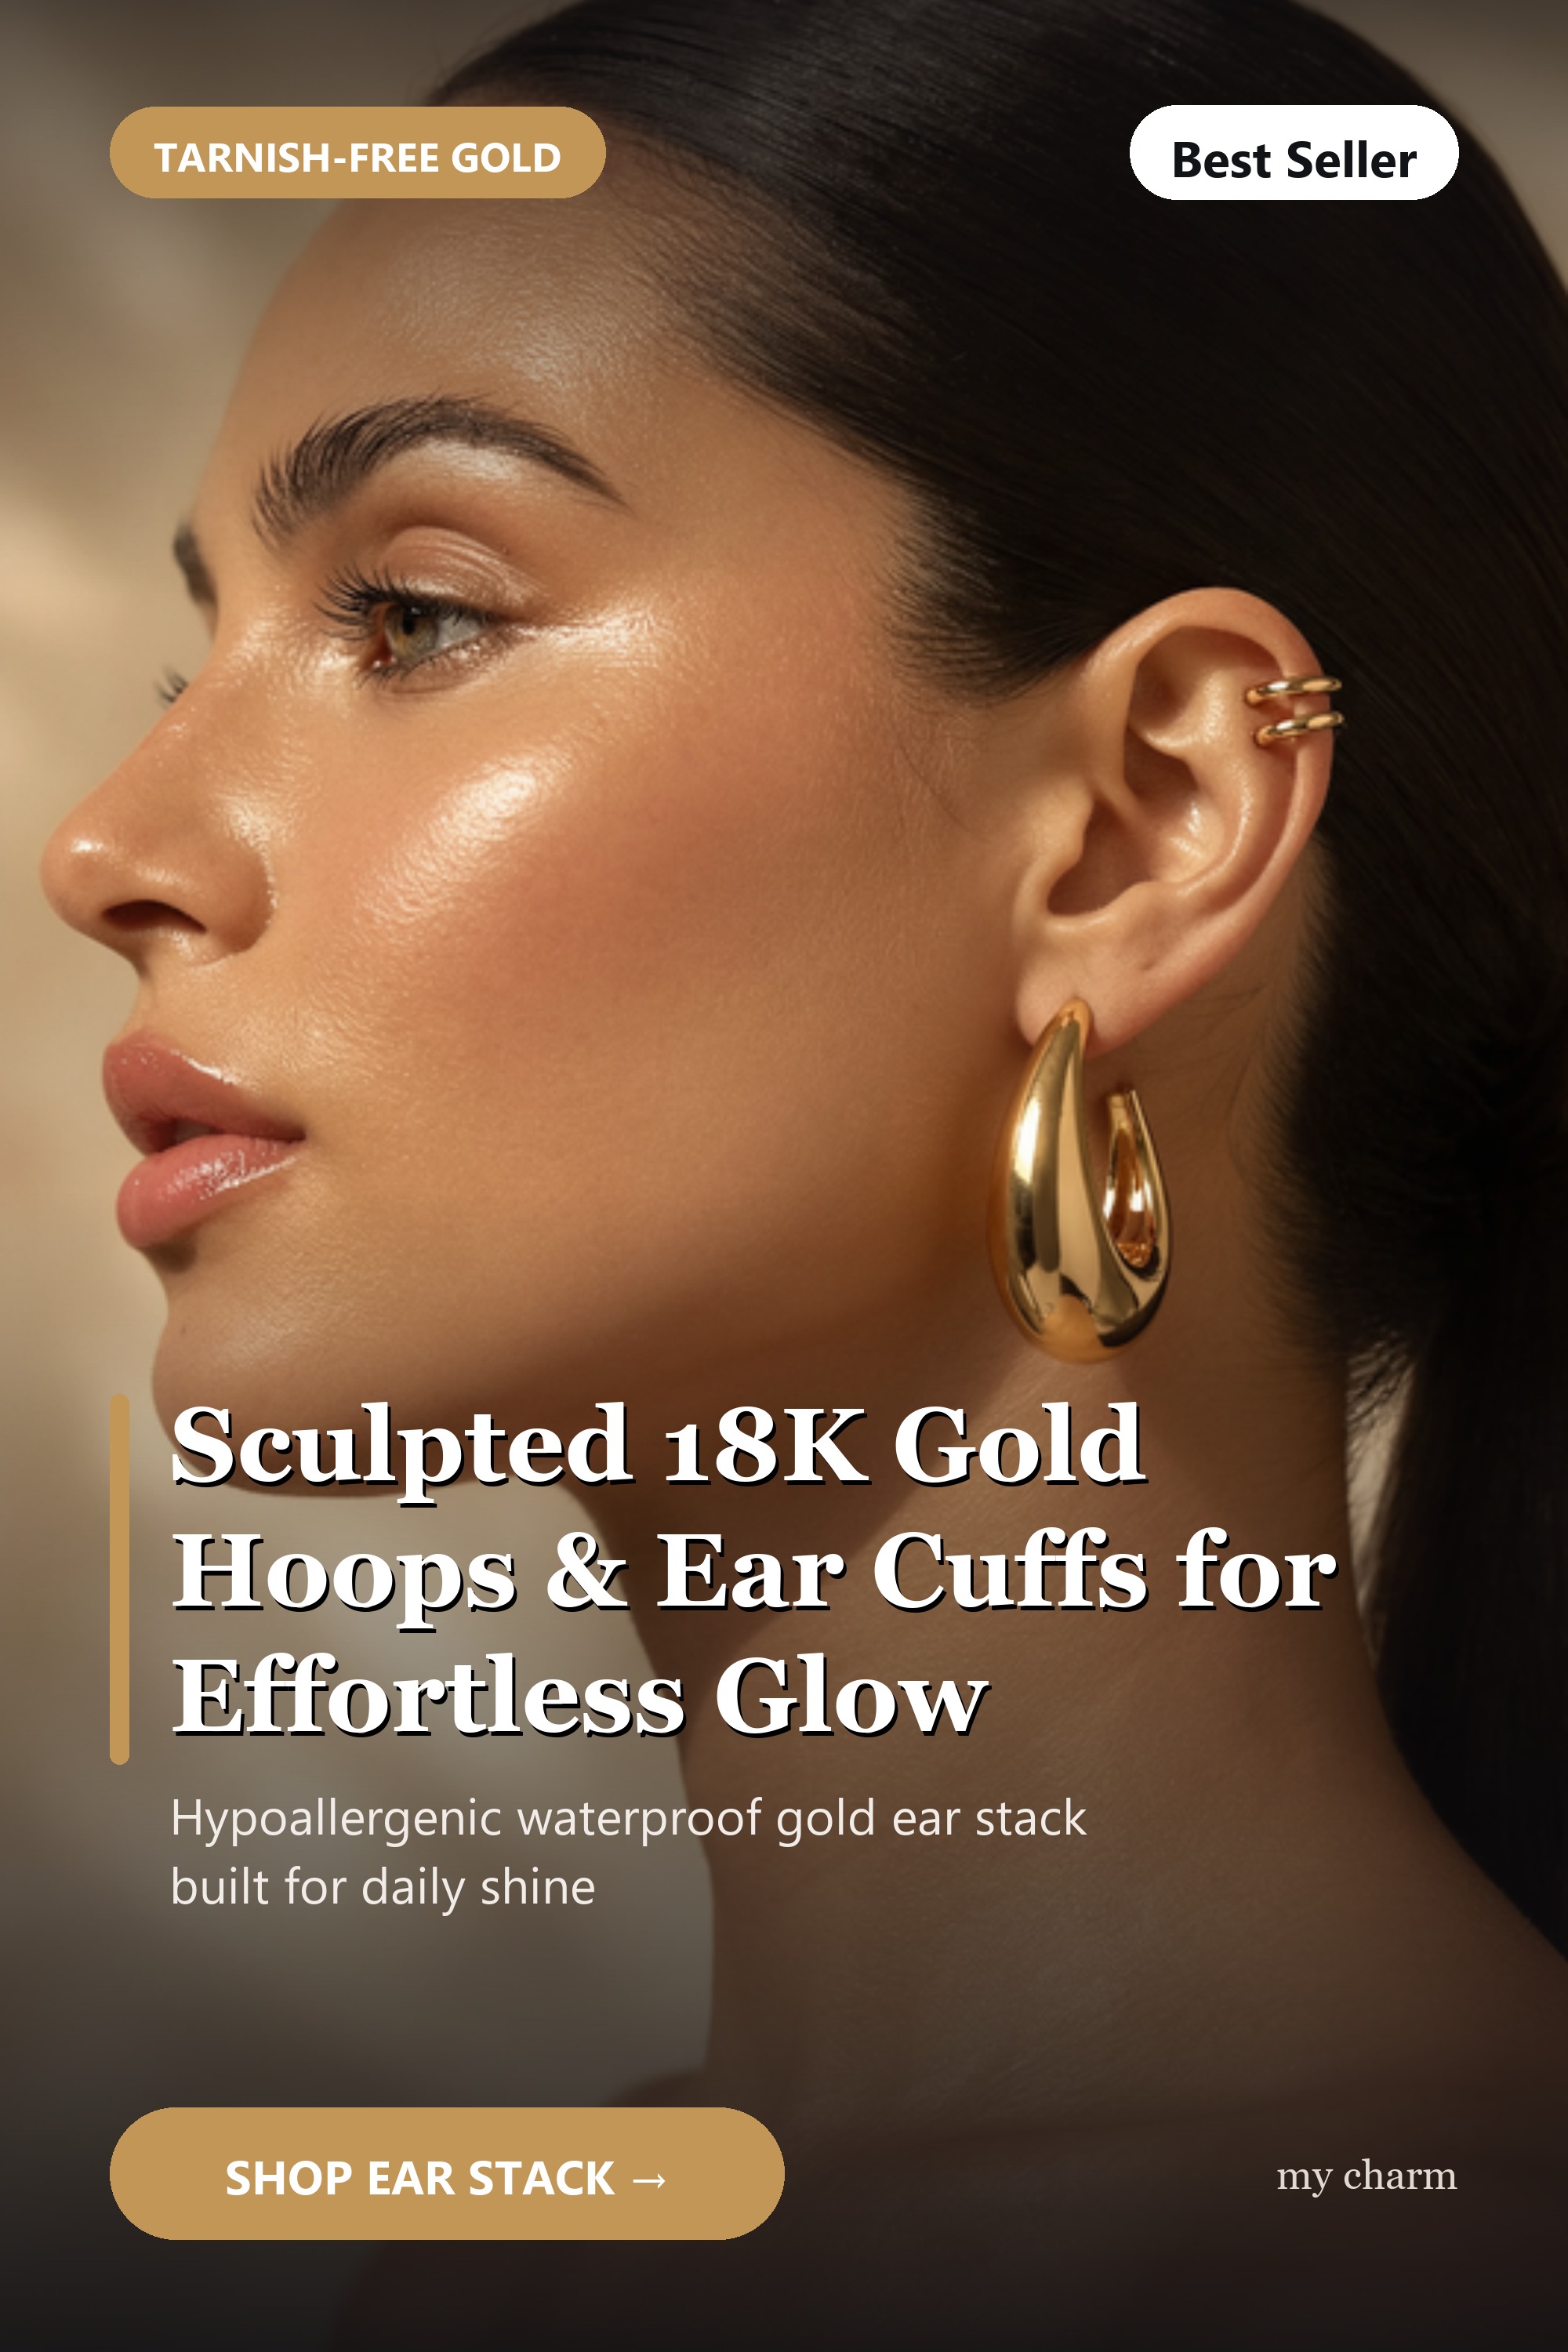 TARNISH-FREE GOLD
Best Seller
Sculpted 18K Gold
Hoops & Ear Cuffs for
Effortless Glow
Hypoallergenic waterproof gold ear stack
built for daily shine
SHOP EAR STACK →
my charm